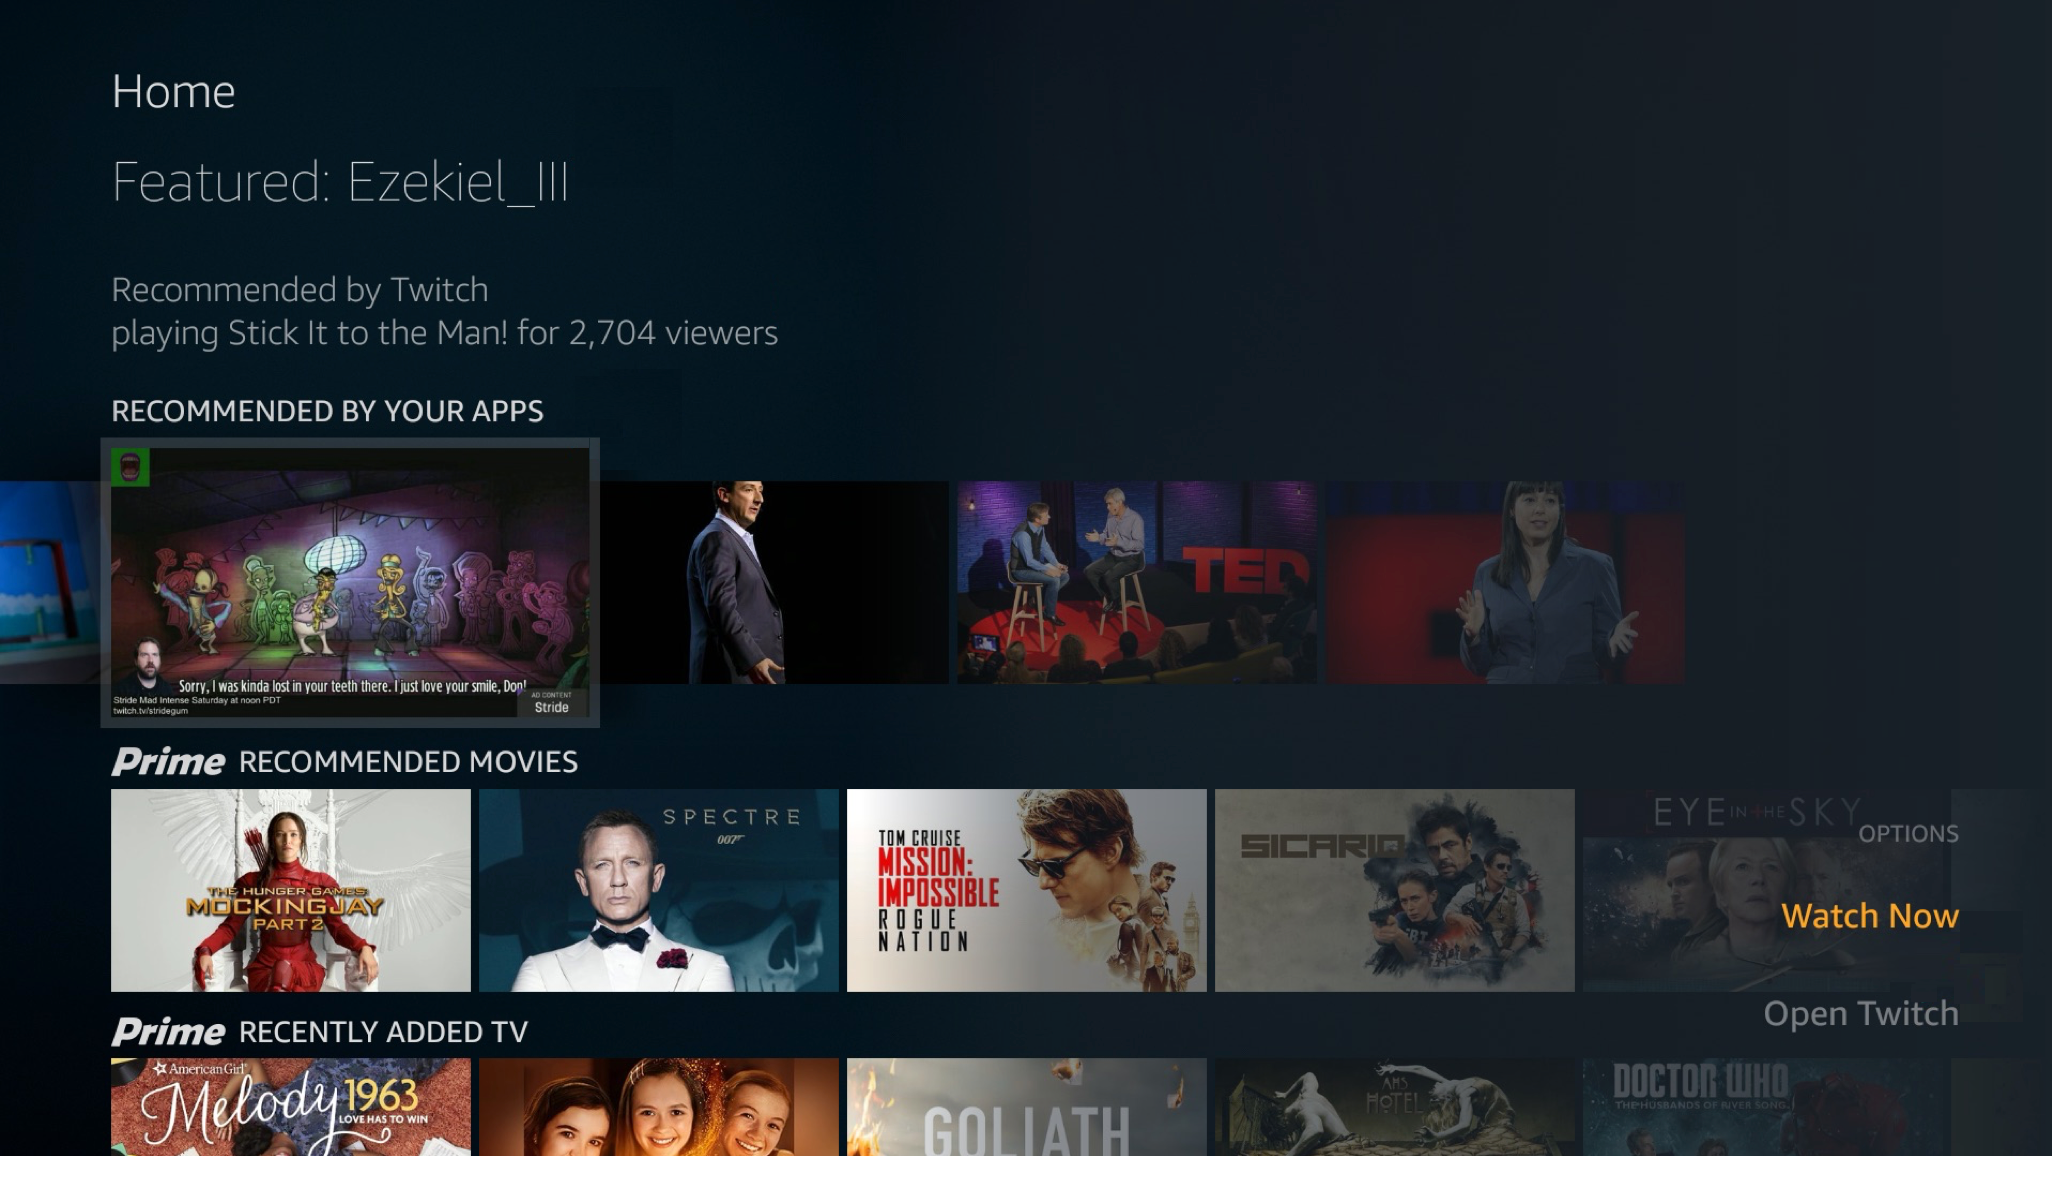 Home
Featured: Ezekiel_III
Recommended by Twitch
playing Stick It to the Man! for 2,704 viewers
RECOMMENDED BY YOUR APPS
Sorry, I was kinda lost in your teeth there. I just love your smile, Don!
Stride Mad Intense Saturday at noon PDT
twitch.tv/stridegum
AD CONTENT
Stride
TED
Prime RECOMMENDED MOVIES
THE HUNGER GAMES
MOCKINGJAY
PART 2
SPECTRE
007
TOM CRUISE
MISSION:
IMPOSSIBLE
ROGUE
NATION
SICARIO
EYE IN THE SKY
OPTIONS
Watch Now
Open Twitch
Prime RECENTLY ADDED TV
American Girl
Melody 1963
LOVE HAS TO WIN
GOLIATH
AHS
HOTEL
DOCTOR WHO
THE HUSBANDS OF RIVER SONG